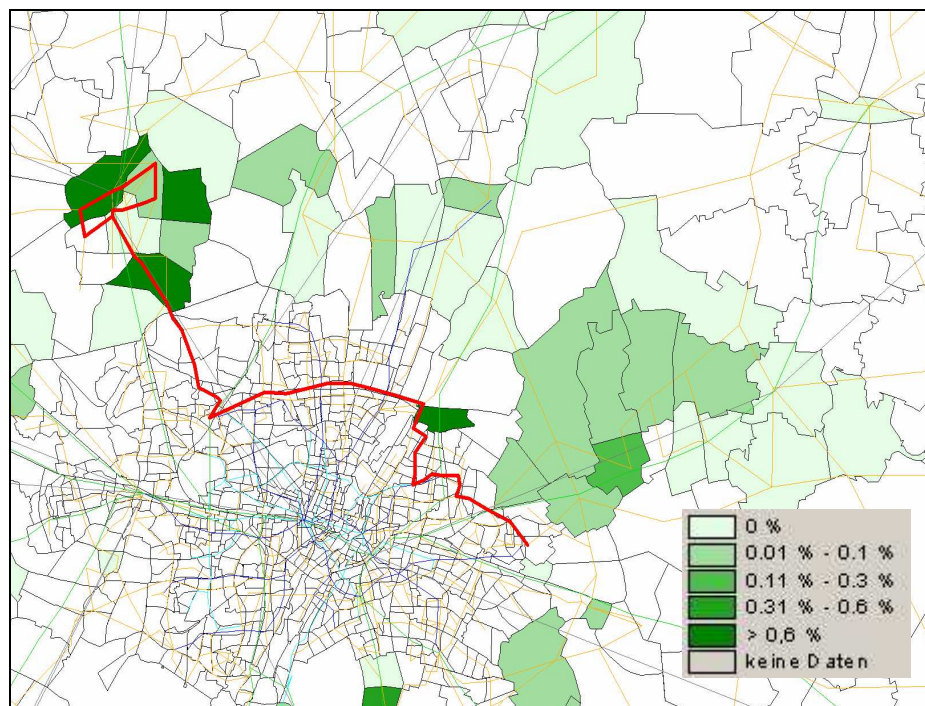 0 %
0.01 % - 0.1 %
0.11 % - 0.3 %
0.31 % - 0.6 %
> 0,6 %
keine Daten